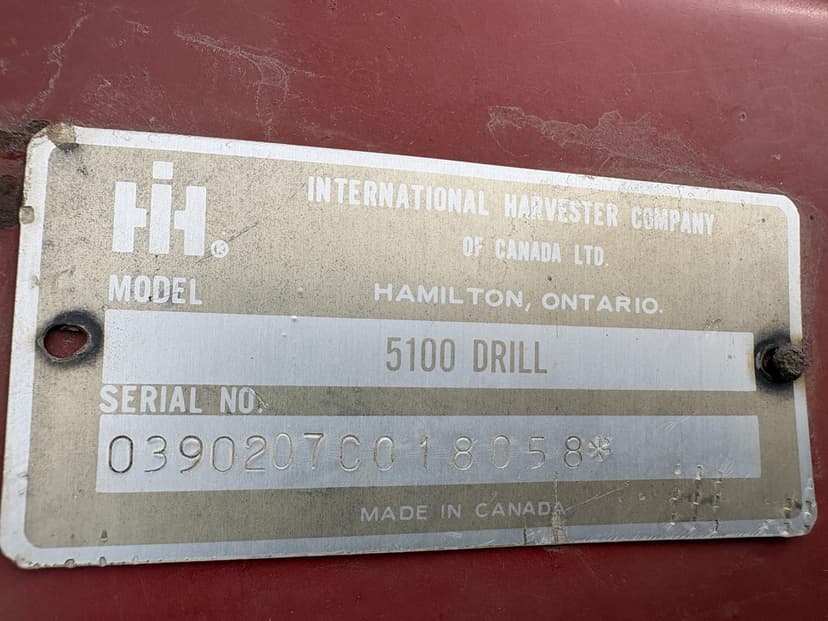 IH®
INTERNATIONAL HARVESTER COMPANY
OF CANADA LTD.
HAMILTON, ONTARIO.
MODEL
5100 DRILL
SERIAL NO.
0390207C018058*
MADE IN CANADA